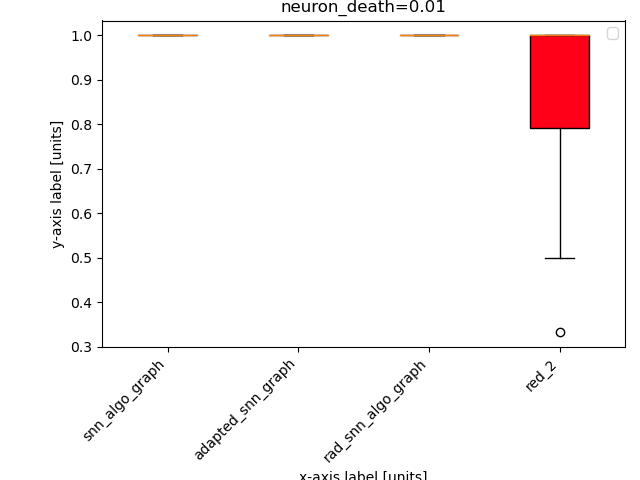 neuron_death=0.01
y-axis label [units]
1.0
0.9
0.8
0.7
0.6
0.5
0.4
0.3
snn_algo_graph
adapted_snn_graph
rad_snn_algo_graph
red_2
x-axis label [units]